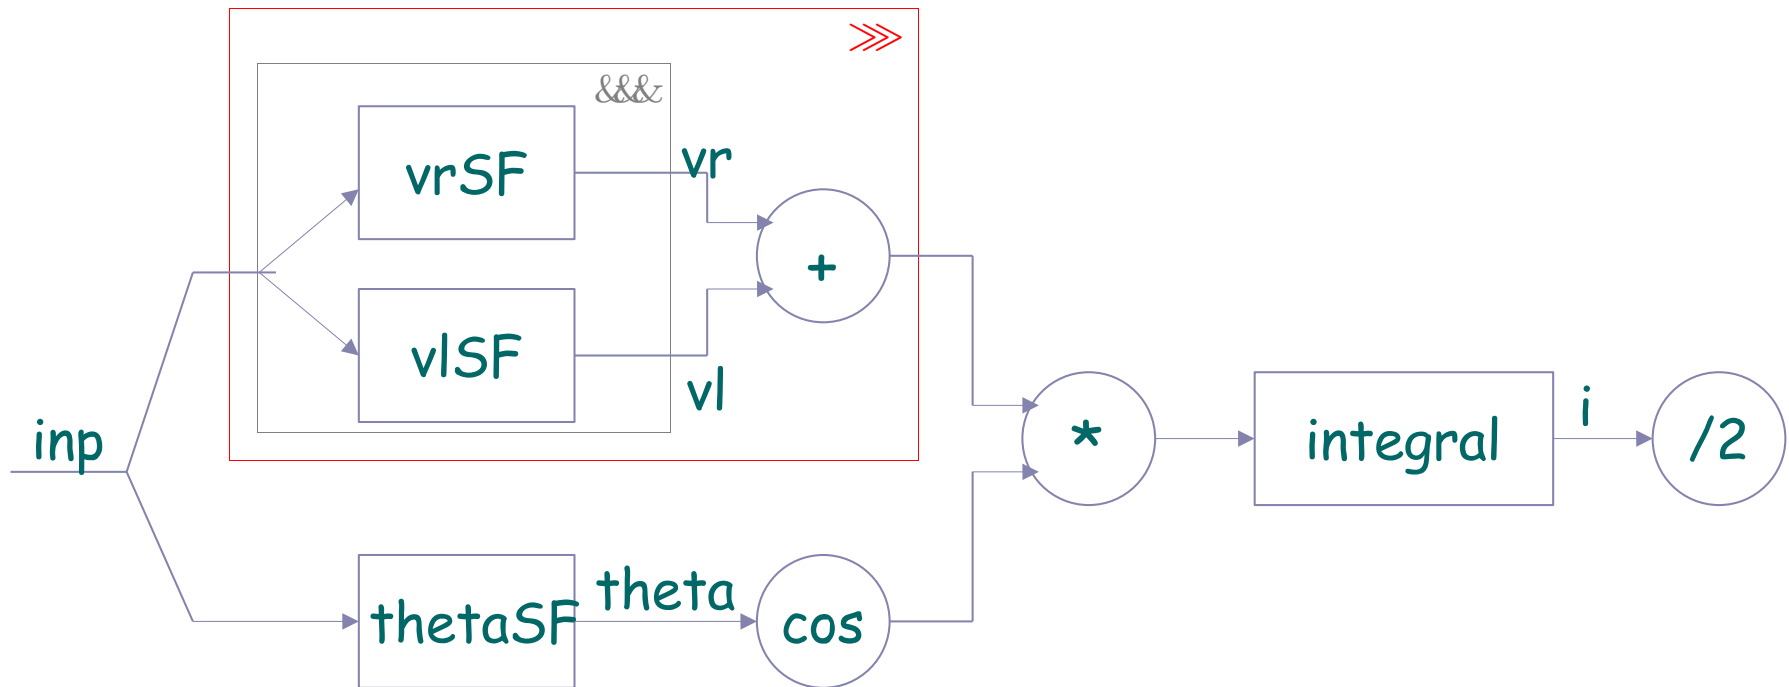 >>>
&&&
vrSF
vr
+
vlSF
vl
inp
*
integral
i
/2
thetaSF
theta
cos